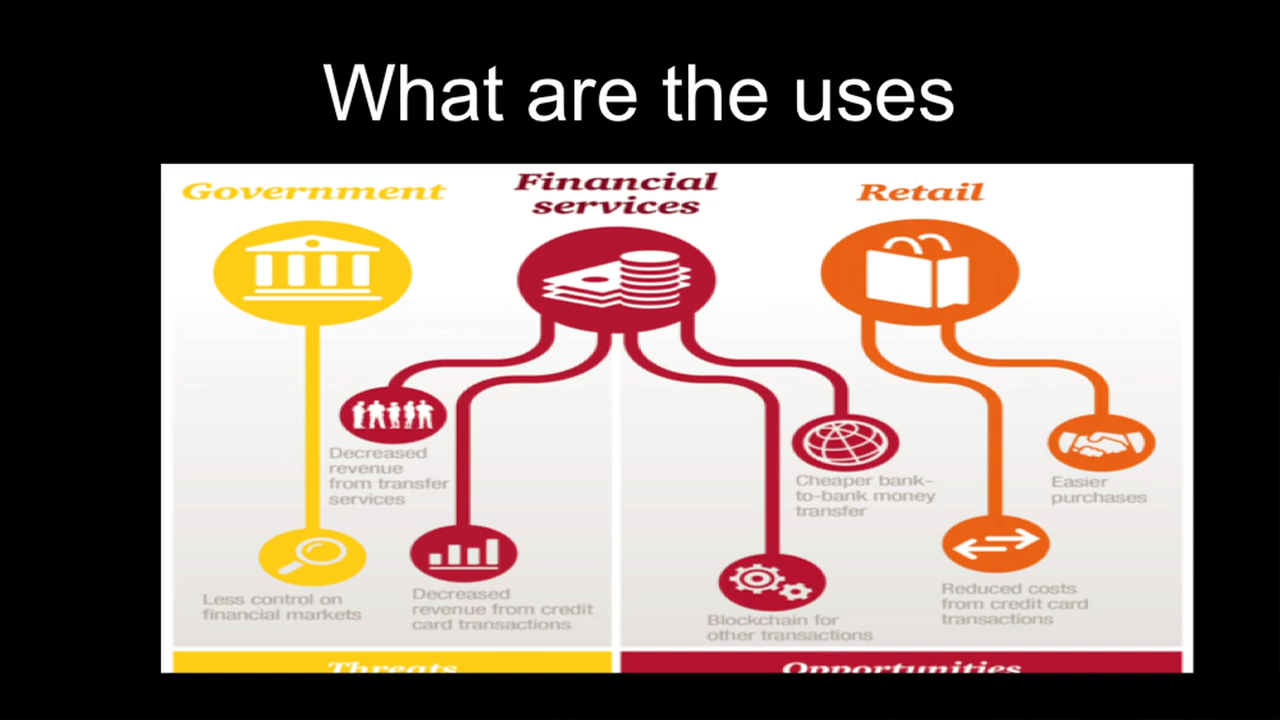 What are the uses
Government
Financial
services
Retail
Decreased
revenue
from transfer
services
Cheaper bank-
to-bank money
transfer
Easier
purchases
Less control on
financial markets
Decreased
revenue from credit
card transactions
Blockchain for
other transactions
Reduced costs
from credit card
transactions
Threats
Opportunities